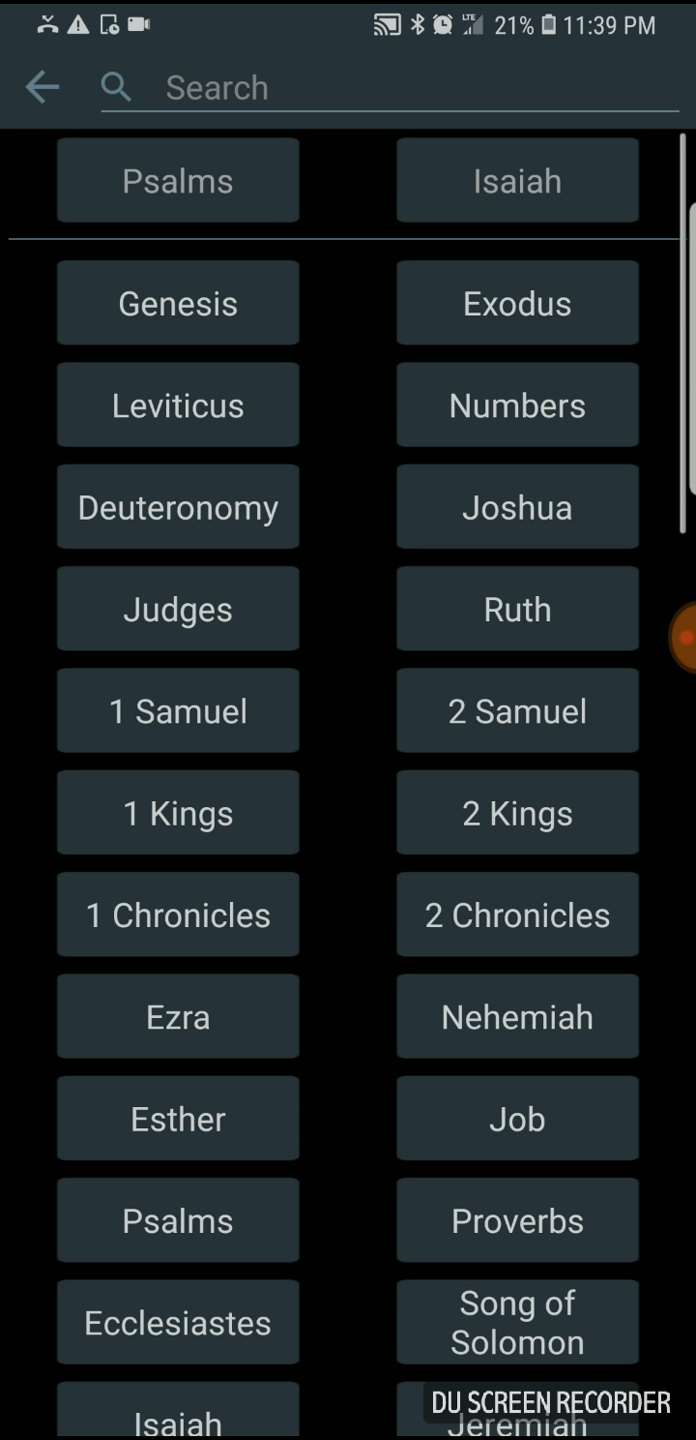 LTE 21% 11:39 PM
Search
Psalms Isaiah
Genesis Exodus
Leviticus Numbers
Deuteronomy Joshua
Judges Ruth
1 Samuel 2 Samuel
1 Kings 2 Kings
1 Chronicles 2 Chronicles
Ezra Nehemiah
Esther Job
Psalms Proverbs
Ecclesiastes Song of
Solomon
DU SCREEN RECORDER
Isaiah Jeremiah